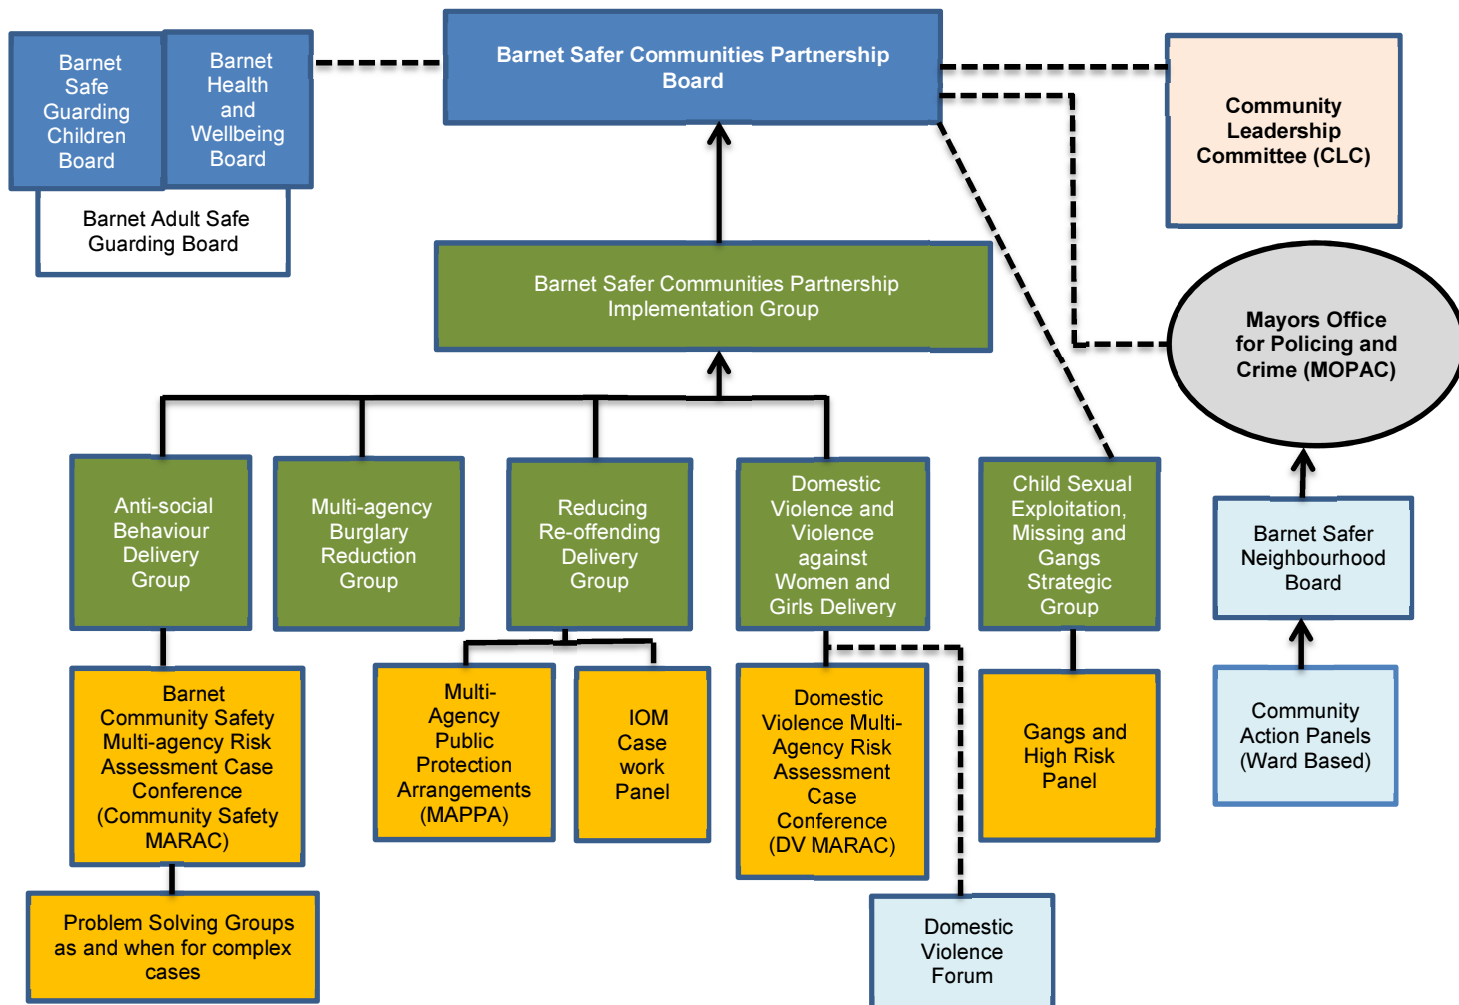 Barnet
Safe
Guarding
Children
Board
Barnet
Health
and
Wellbeing
Board
Barnet Adult Safe
Guarding Board
Barnet Safer Communities Partnership
Board
Community
Leadership
Committee (CLC)
Barnet Safer Communities Partnership
Implementation Group
Mayors Office
for Policing and
Crime (MOPAC)
Anti-social
Behaviour
Delivery
Group
Multi-agency
Burglary
Reduction
Group
Reducing
Re-offending
Delivery
Group
Domestic
Violence and
Violence
against
Women and
Girls Delivery
Child Sexual
Exploitation,
Missing and
Gangs
Strategic
Group
Barnet Safer
Neighbourhood
Board
Barnet
Community Safety
Multi-agency Risk
Assessment Case
Conference
(Community Safety
MARAC)
Multi-
Agency
Public
Protection
Arrangements
(MAPPA)
IOM
Case
work
Panel
Domestic
Violence Multi-
Agency Risk
Assessment
Case
Conference
(DV MARAC)
Gangs and
High Risk
Panel
Community
Action Panels
(Ward Based)
Problem Solving Groups
as and when for complex
cases
Domestic
Violence
Forum